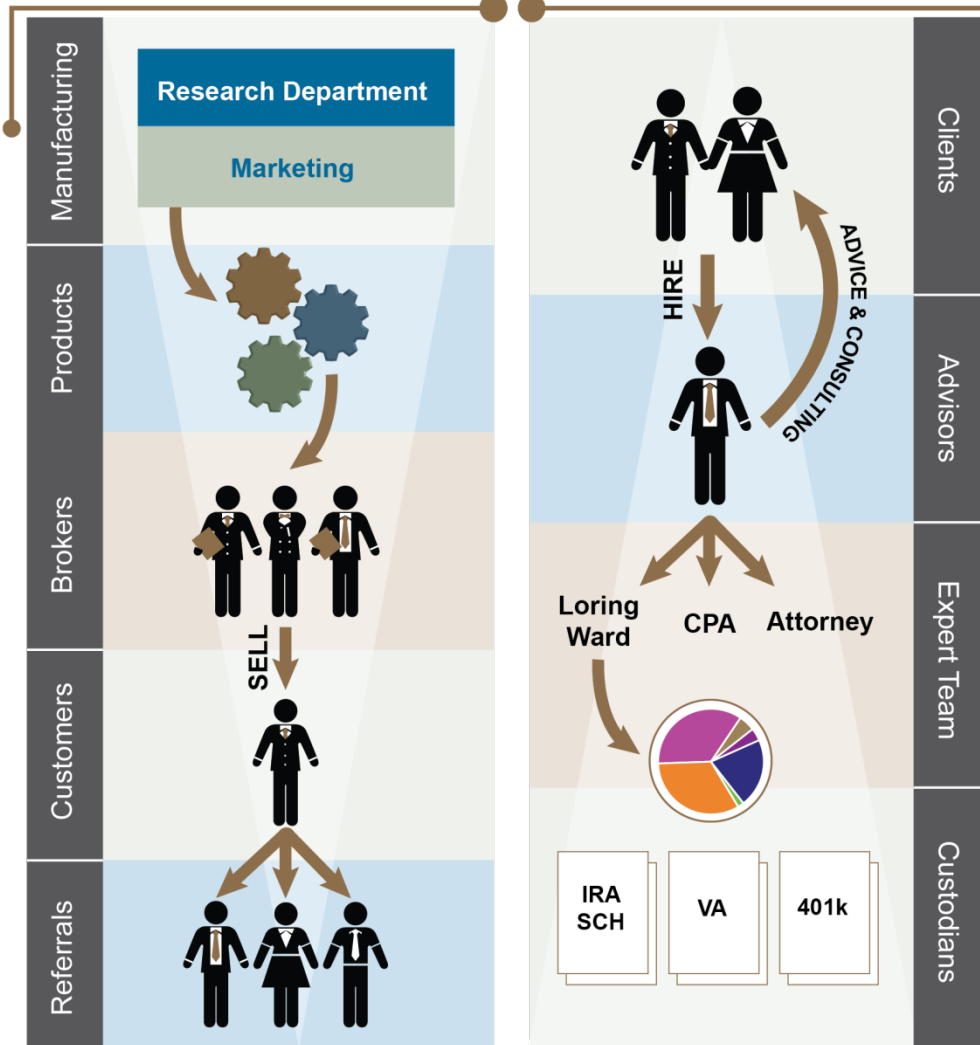 Manufacturing
Research Department
Marketing
Products
Brokers
SELL
Customers
Referrals
Clients
HIRE
ADVICE & CONSULTING
Advisors
Loring
Ward
CPA
Attorney
Expert Team
IRA
SCH
VA
401k
Custodians